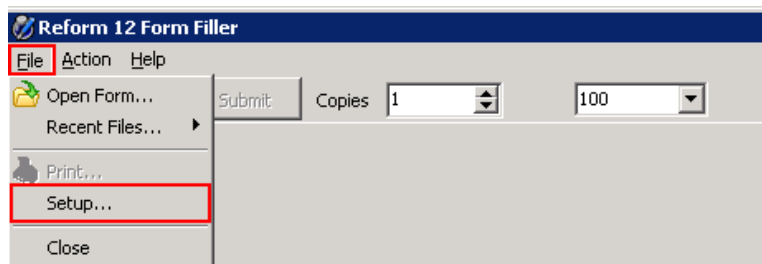 Reform 12 Form Filler
File Action Help
Open Form...
Submit Copies 1 100
Recent Files...
Print...
Setup...
Close